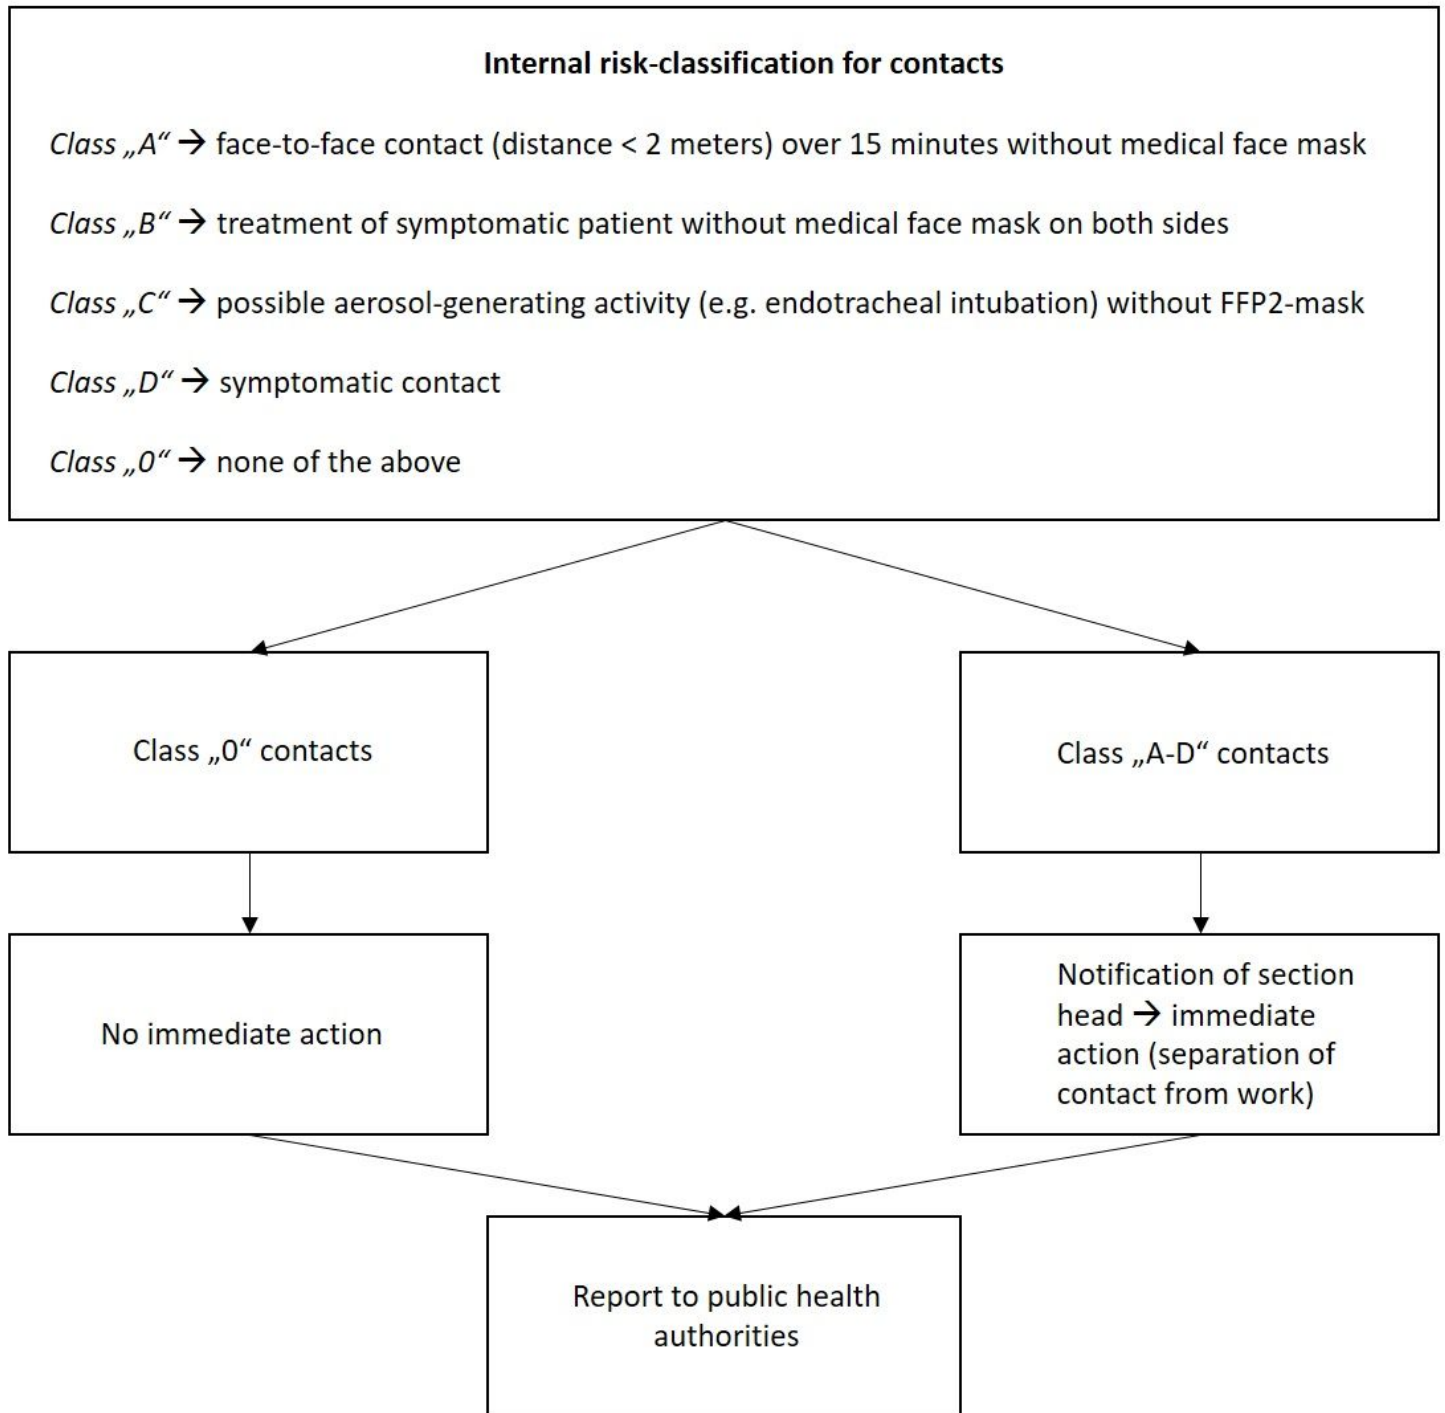 Internal risk-classification for contacts
Class „A“ → face-to-face contact (distance < 2 meters) over 15 minutes without medical face mask
Class „B“ → treatment of symptomatic patient without medical face mask on both sides
Class „C“ → possible aerosol-generating activity (e.g. endotracheal intubation) without FFP2-mask
Class „D“ → symptomatic contact
Class „0“ → none of the above
Class „0“ contacts
Class „A-D“ contacts
No immediate action
Notification of section
head → immediate
action (separation of
contact from work)
Report to public health
authorities